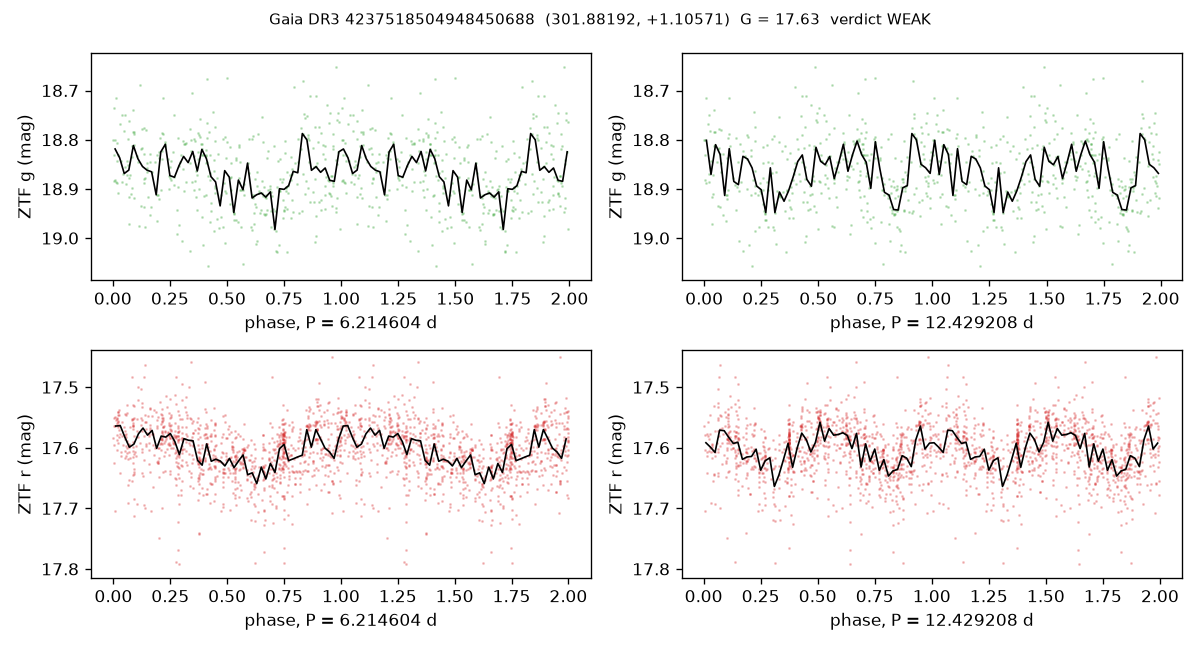 Gaia DR3 4237518504948450688  (301.88192, +1.10571)  G = 17.63  verdict WEAK
ZTF g (mag)
18.7
18.8
18.9
19.0
0.00 0.25 0.50 0.75 1.00 1.25 1.50 1.75 2.00
phase, P = 6.214604 d
ZTF g (mag)
18.7
18.8
18.9
19.0
0.00 0.25 0.50 0.75 1.00 1.25 1.50 1.75 2.00
phase, P = 12.429208 d
ZTF r (mag)
17.5
17.6
17.7
17.8
0.00 0.25 0.50 0.75 1.00 1.25 1.50 1.75 2.00
phase, P = 6.214604 d
ZTF r (mag)
17.5
17.6
17.7
17.8
0.00 0.25 0.50 0.75 1.00 1.25 1.50 1.75 2.00
phase, P = 12.429208 d